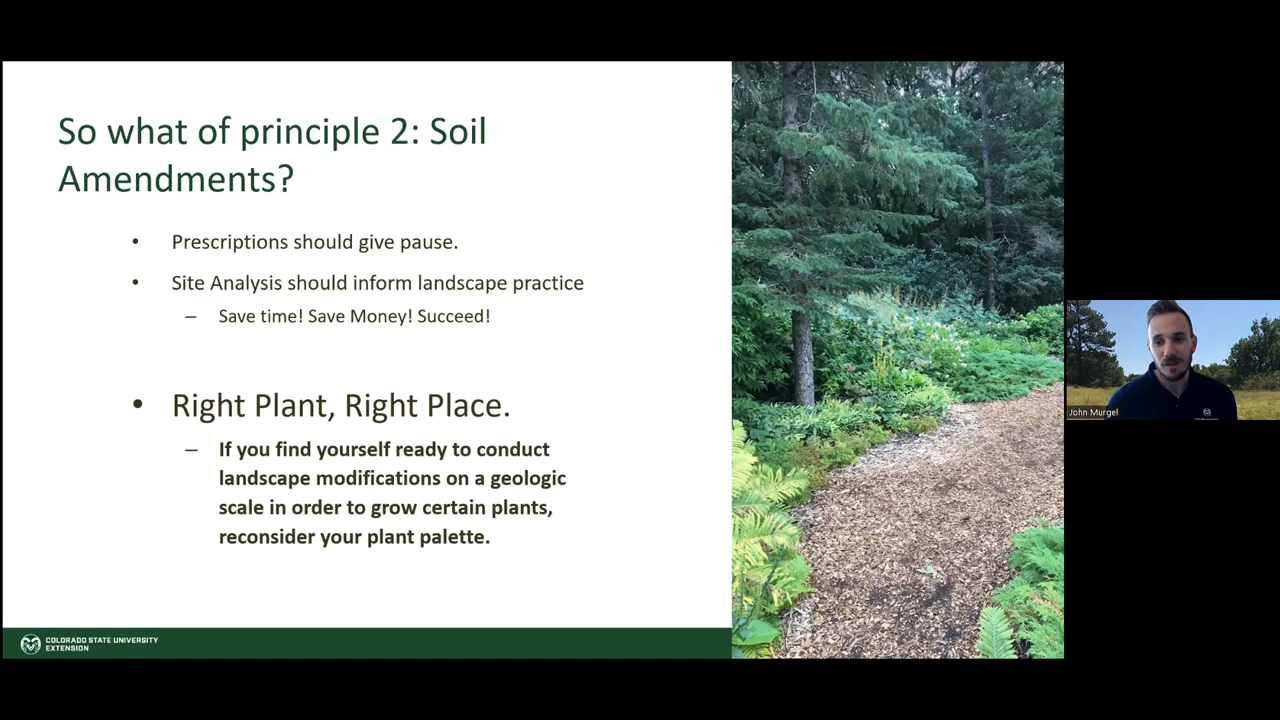 So what of principle 2: Soil
Amendments?
• Prescriptions should give pause.
• Site Analysis should inform landscape practice
– Save time! Save Money! Succeed!
• Right Plant, Right Place.
– If you find yourself ready to conduct
landscape modifications on a geologic
scale in order to grow certain plants,
reconsider your plant palette.
COLORADO STATE UNIVERSITY
EXTENSION
John Murgel